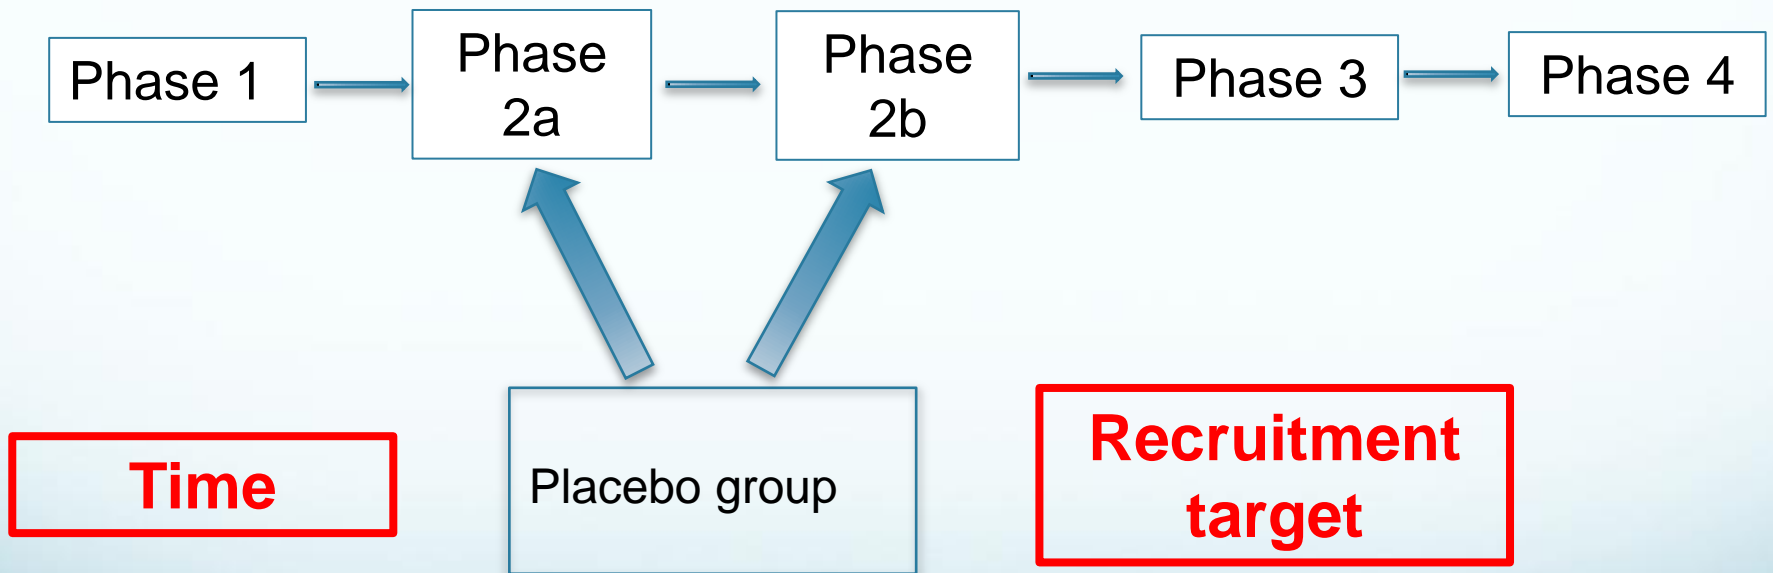 Phase 1
Phase
2a
Phase
2b
Phase 3
Phase 4
Time
Placebo group
Recruitment
target